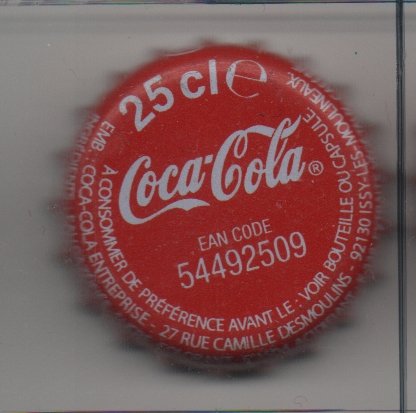 25 cl e
Coca-Cola®
EAN CODE
54492509
A CONSOMMER DE PRÉFÉRENCE AVANT LE : VOIR BOUTEILLE OU CAPSULE.
EMB : COCA-COLA ENTREPRISE - 27 RUE CAMILLE DESMOULINS - 92130 ISSY-LES-MOULINEAUX.